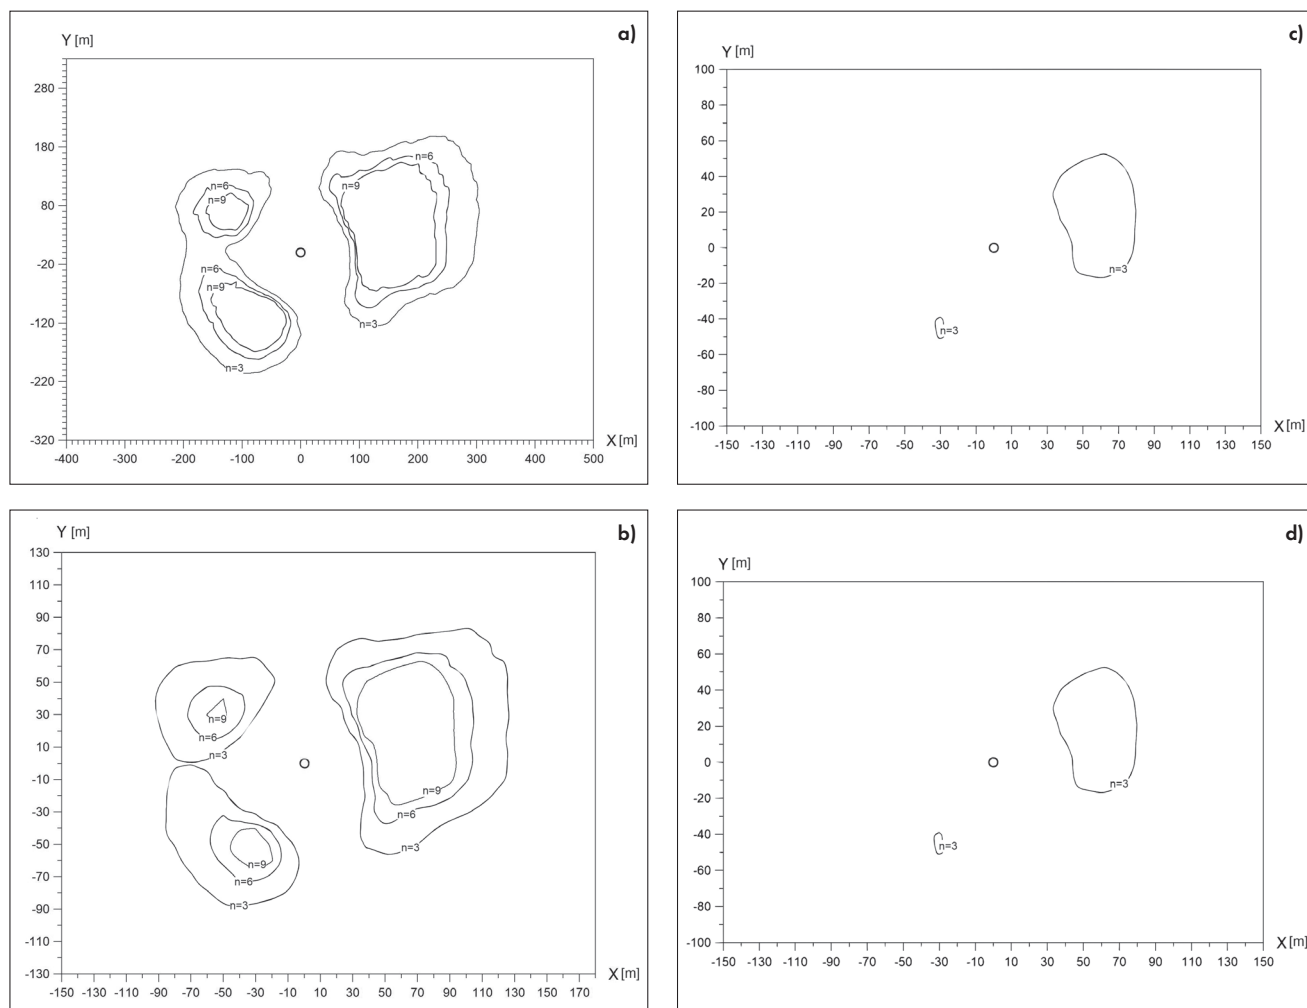 a)
Y [m]
280
180
80
-20
-120
-220
-320
-400 -300 -200 -100 0 100 200 300 400 500
X [m]
n=6
n=9
n=6
n=9
n=3
n=6
n=9
n=3
c)
Y [m]
100
80
60
40
20
0
-20
-40
-60
-80
-100
-150 -130 -110 -90 -70 -50 -30 -10 10 30 50 70 90 110 130 150
X [m]
n=3
n=3
b)
Y [m]
130
110
90
70
50
30
10
-10
-30
-50
-70
-90
-110
-130
-150 -130 -110 -90 -70 -50 -30 -10 10 30 50 70 90 110 130 150 170
X [m]
n=9
n=6
n=3
n=9
n=6
n=3
n=9
n=6
n=3
d)
Y [m]
100
80
60
40
20
0
-20
-40
-60
-80
-100
-150 -130 -110 -90 -70 -50 -30 -10 10 30 50 70 90 110 130 150
X [m]
n=3
n=3